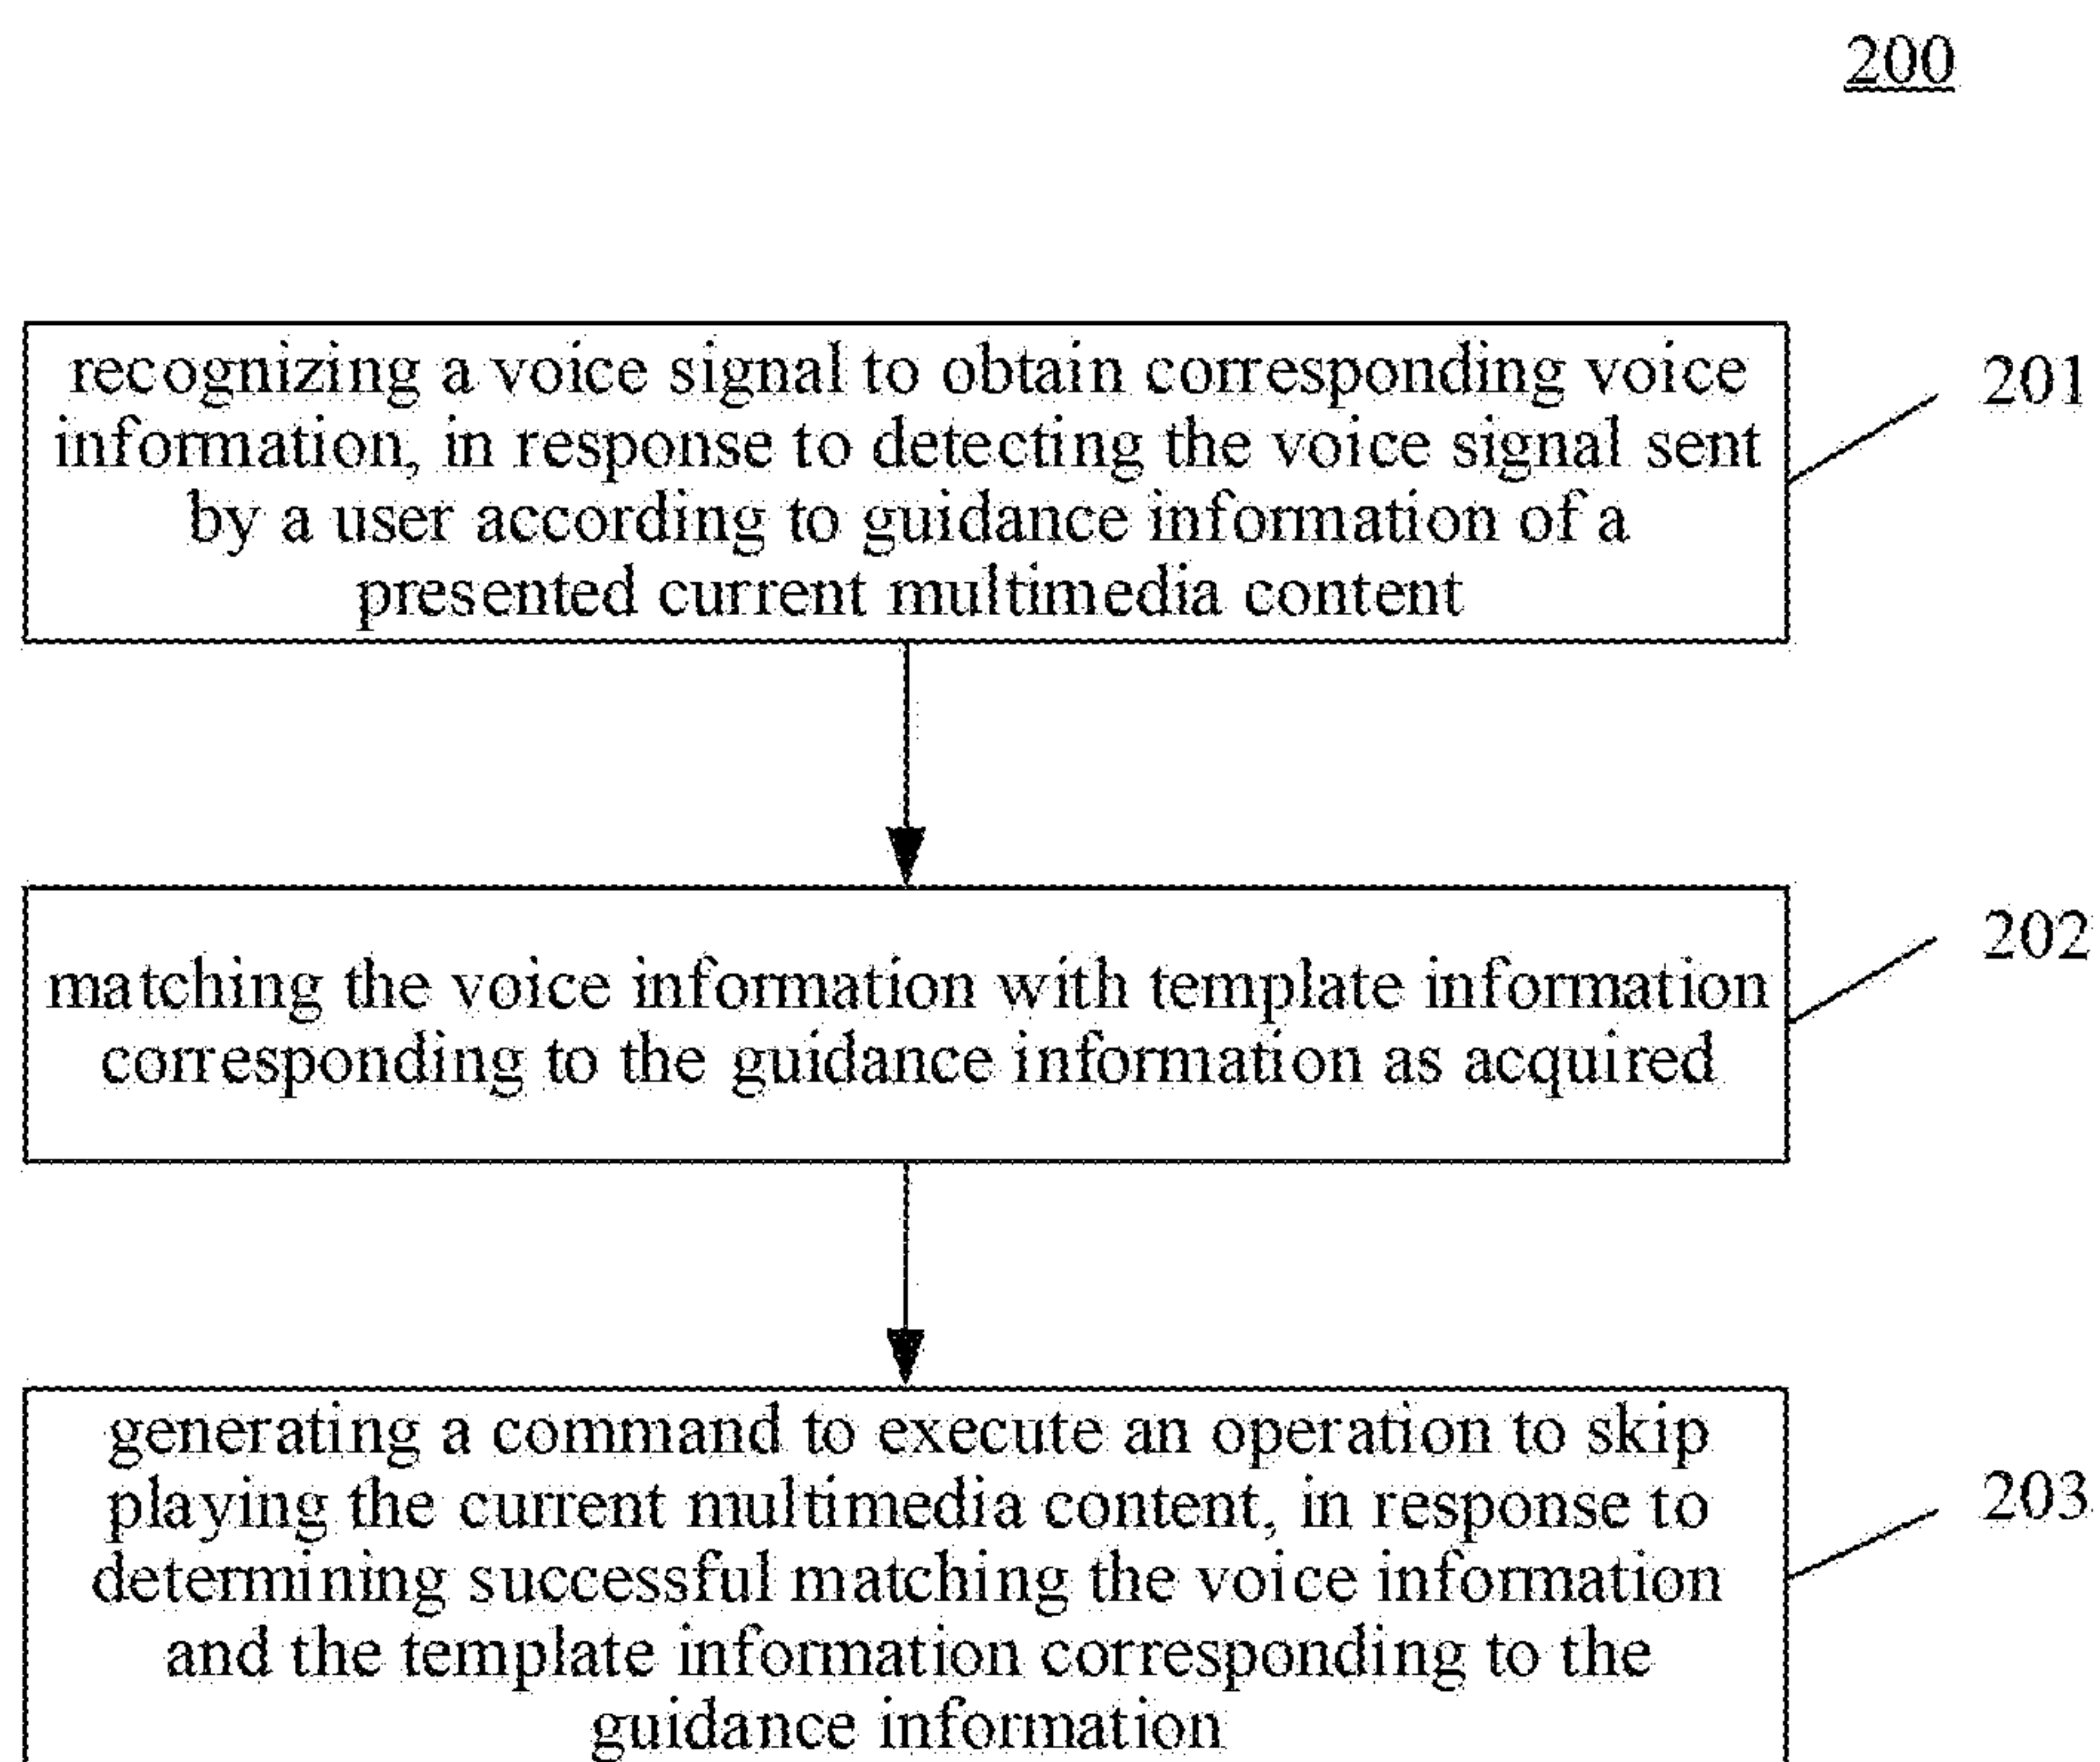 200
recognizing a voice signal to obtain corresponding voice
information, in response to detecting the voice signal sent
by a user according to guidance information of a
presented current multimedia content
201
matching the voice information with template information
corresponding to the guidance information as acquired
202
generating a command to execute an operation to skip
playing the current multimedia content, in response to
determining successful matching the voice information
and the template information corresponding to the
guidance information
203